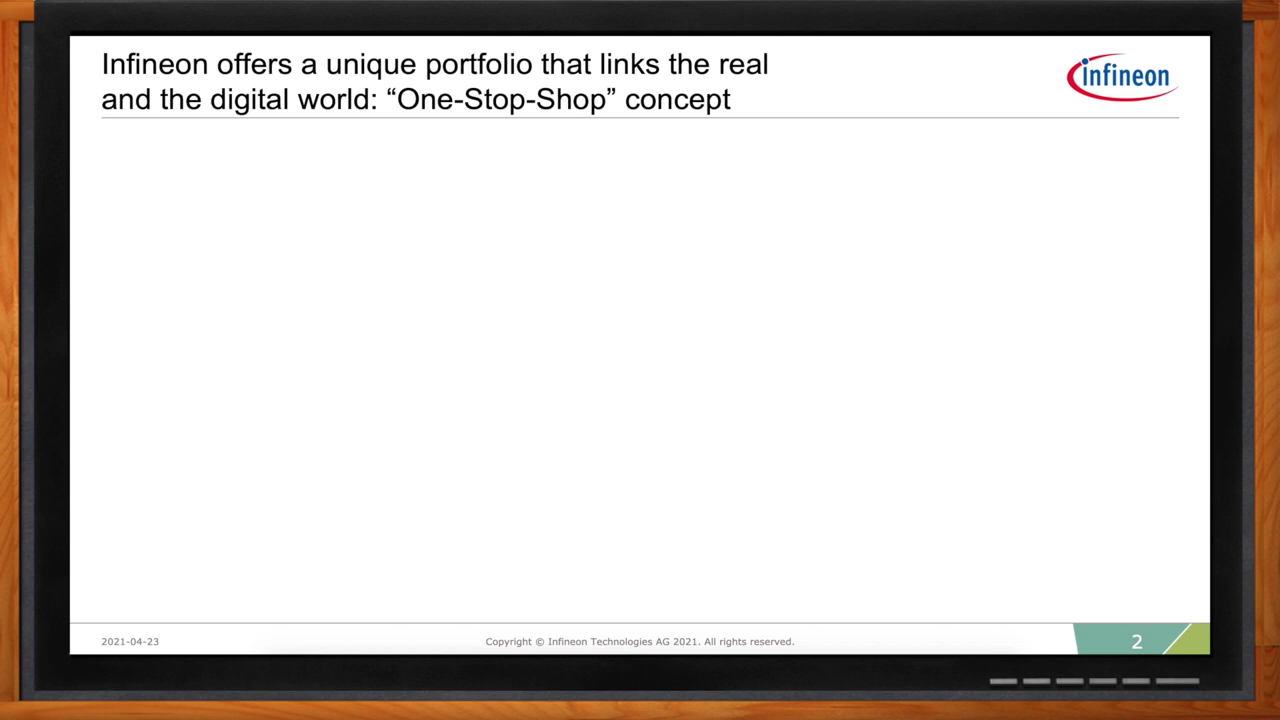 Infineon offers a unique portfolio that links the real
and the digital world: “One-Stop-Shop” concept
infineon
2021-04-23
Copyright © Infineon Technologies AG 2021. All rights reserved.
2